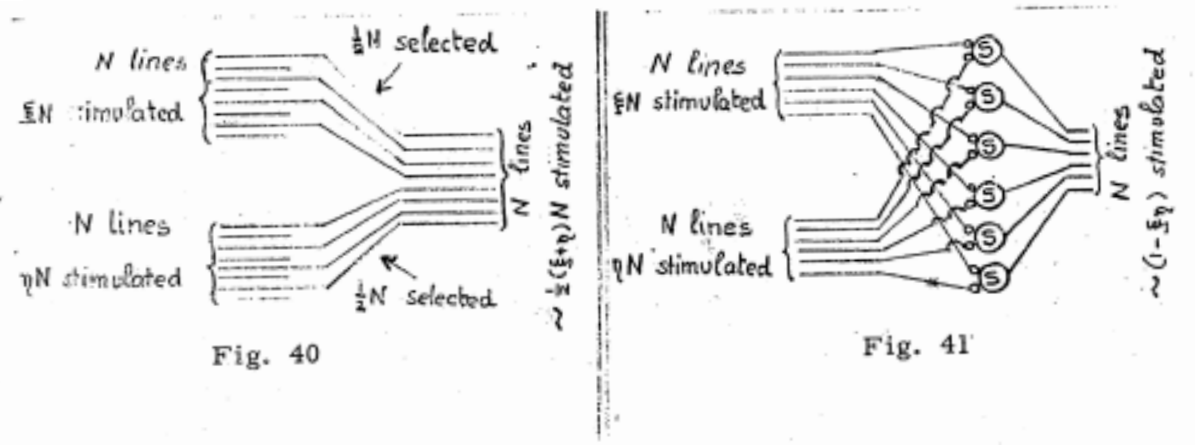 ½N selected
N lines
ξN stimulated
N lines
~ ½(ξ+η)N stimulated
N lines
ηN stimulated
½N selected
Fig. 40
N lines
ξN stimulated
S
S
S
S
S
S
N lines
~ (1-ξη) stimulated
N lines
ηN stimulated
Fig. 41